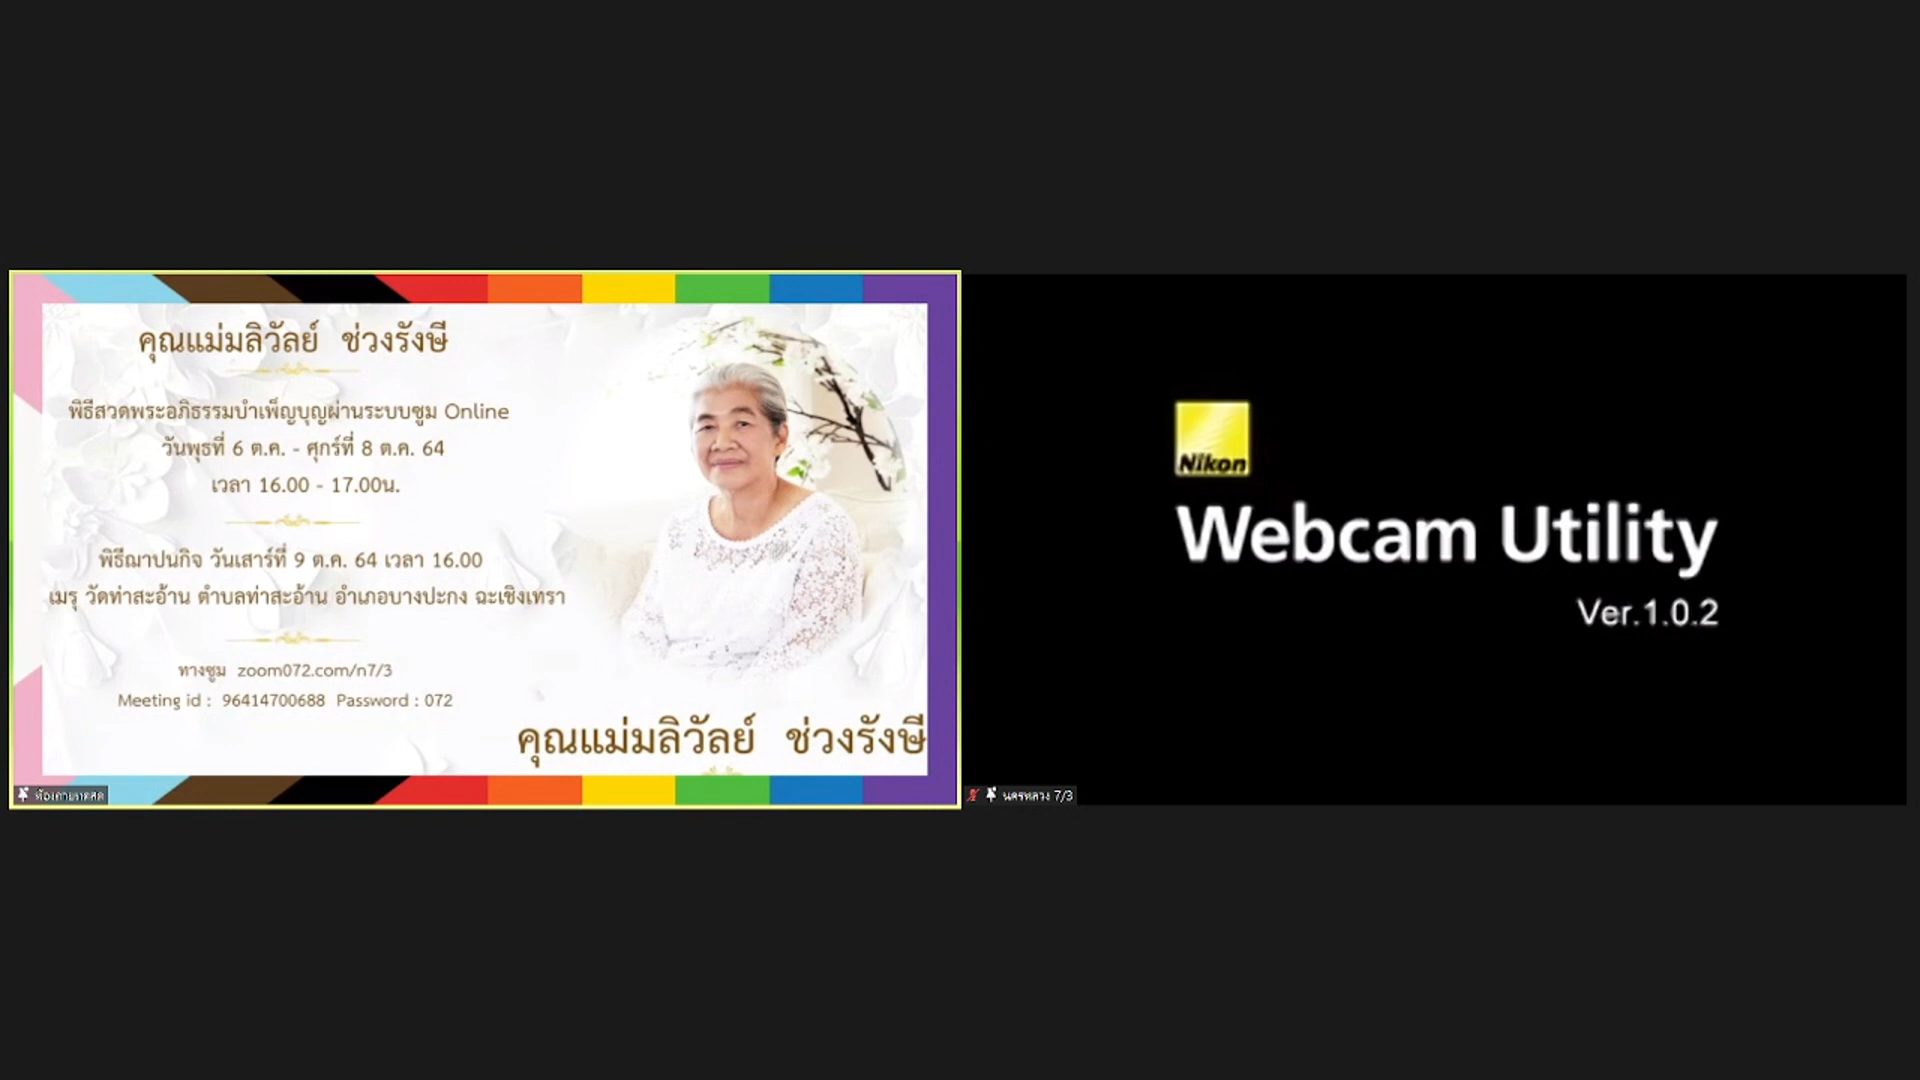 คุณแม่มลิวัลย์ ช่วงรังษี
พิธีสวดพระอภิธรรมบำเพ็ญบุญผ่านระบบซูม Online
วันพุธที่ 6 ต.ค. - ศุกร์ที่ 8 ต.ค. 64
เวลา 16.00 - 17.00น.
พิธีฌาปนกิจ วันเสาร์ที่ 9 ต.ค. 64 เวลา 16.00
เมรุ วัดท่าสะอ้าน ตำบลท่าสะอ้าน อำเภอบางปะกง ฉะเชิงเทรา
ทางซูม zoom072.com/n7/3
Meeting id : 96414700688 Password : 072
คุณแม่มลิวัลย์ ช่วงรังษี
Nikon
Webcam Utility
Ver.1.0.2
นครหลวง 7/3